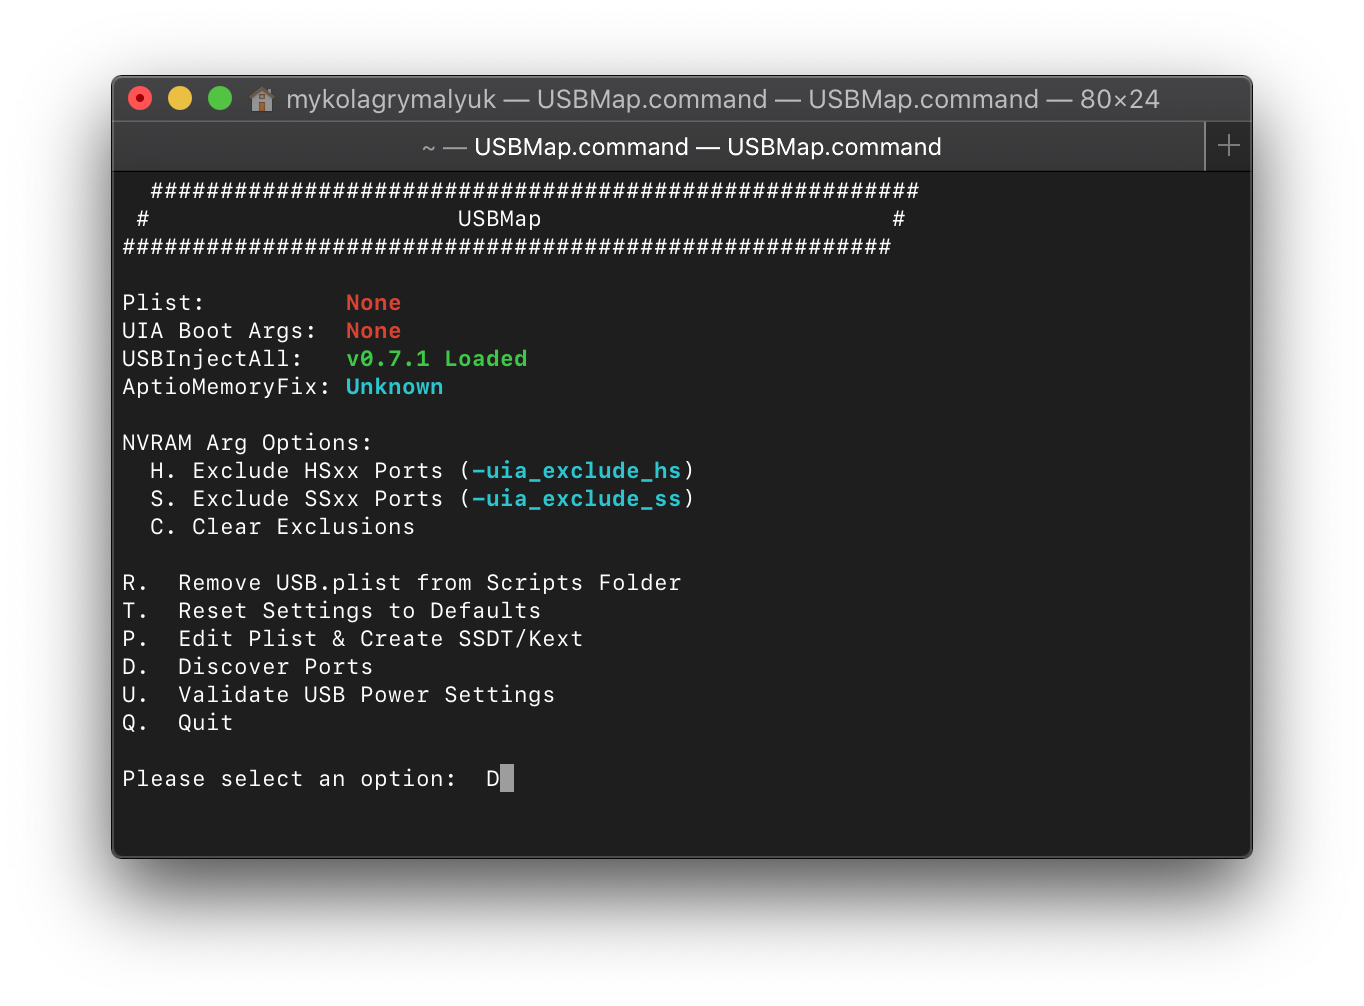 mykolagrymalyuk — USBMap.command — USBMap.command — 80×24
~ — USBMap.command — USBMap.command
#######################################################
# USBMap #
#######################################################
Plist: None
UIA Boot Args: None
USBInjectAll: v0.7.1 Loaded
AptioMemoryFix: Unknown
NVRAM Arg Options:
H. Exclude HSxx Ports (-uia_exclude_hs)
S. Exclude SSxx Ports (-uia_exclude_ss)
C. Clear Exclusions
R. Remove USB.plist from Scripts Folder
T. Reset Settings to Defaults
P. Edit Plist & Create SSDT/Kext
D. Discover Ports
U. Validate USB Power Settings
Q. Quit
Please select an option: D